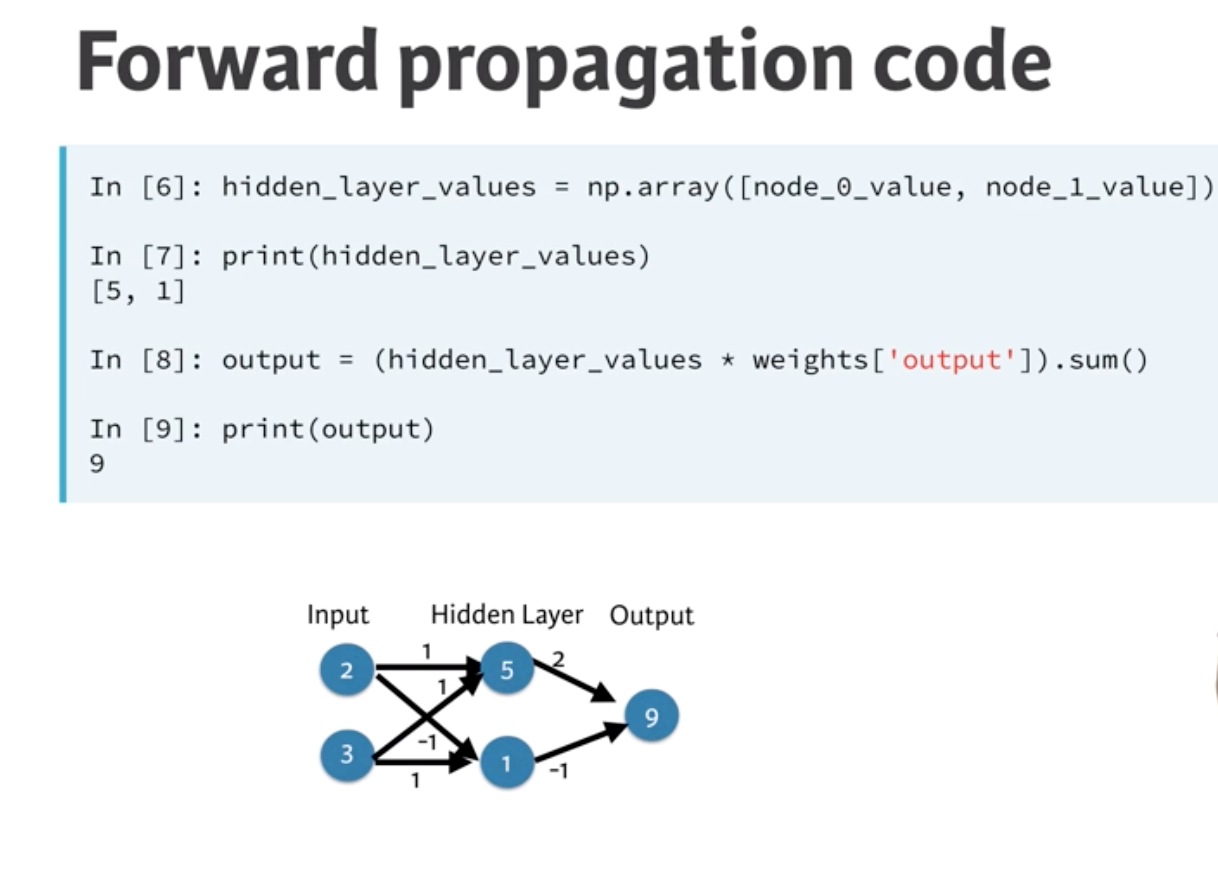 Forward propagation code
In [6]: hidden_layer_values = np.array([node_0_value, node_1_value])
In [7]: print(hidden_layer_values)
[5, 1]
In [8]: output = (hidden_layer_values * weights['output']).sum()
In [9]: print(output)
9
Input Hidden Layer Output
2 1 5 2
1
9
3 -1 1 -1
1